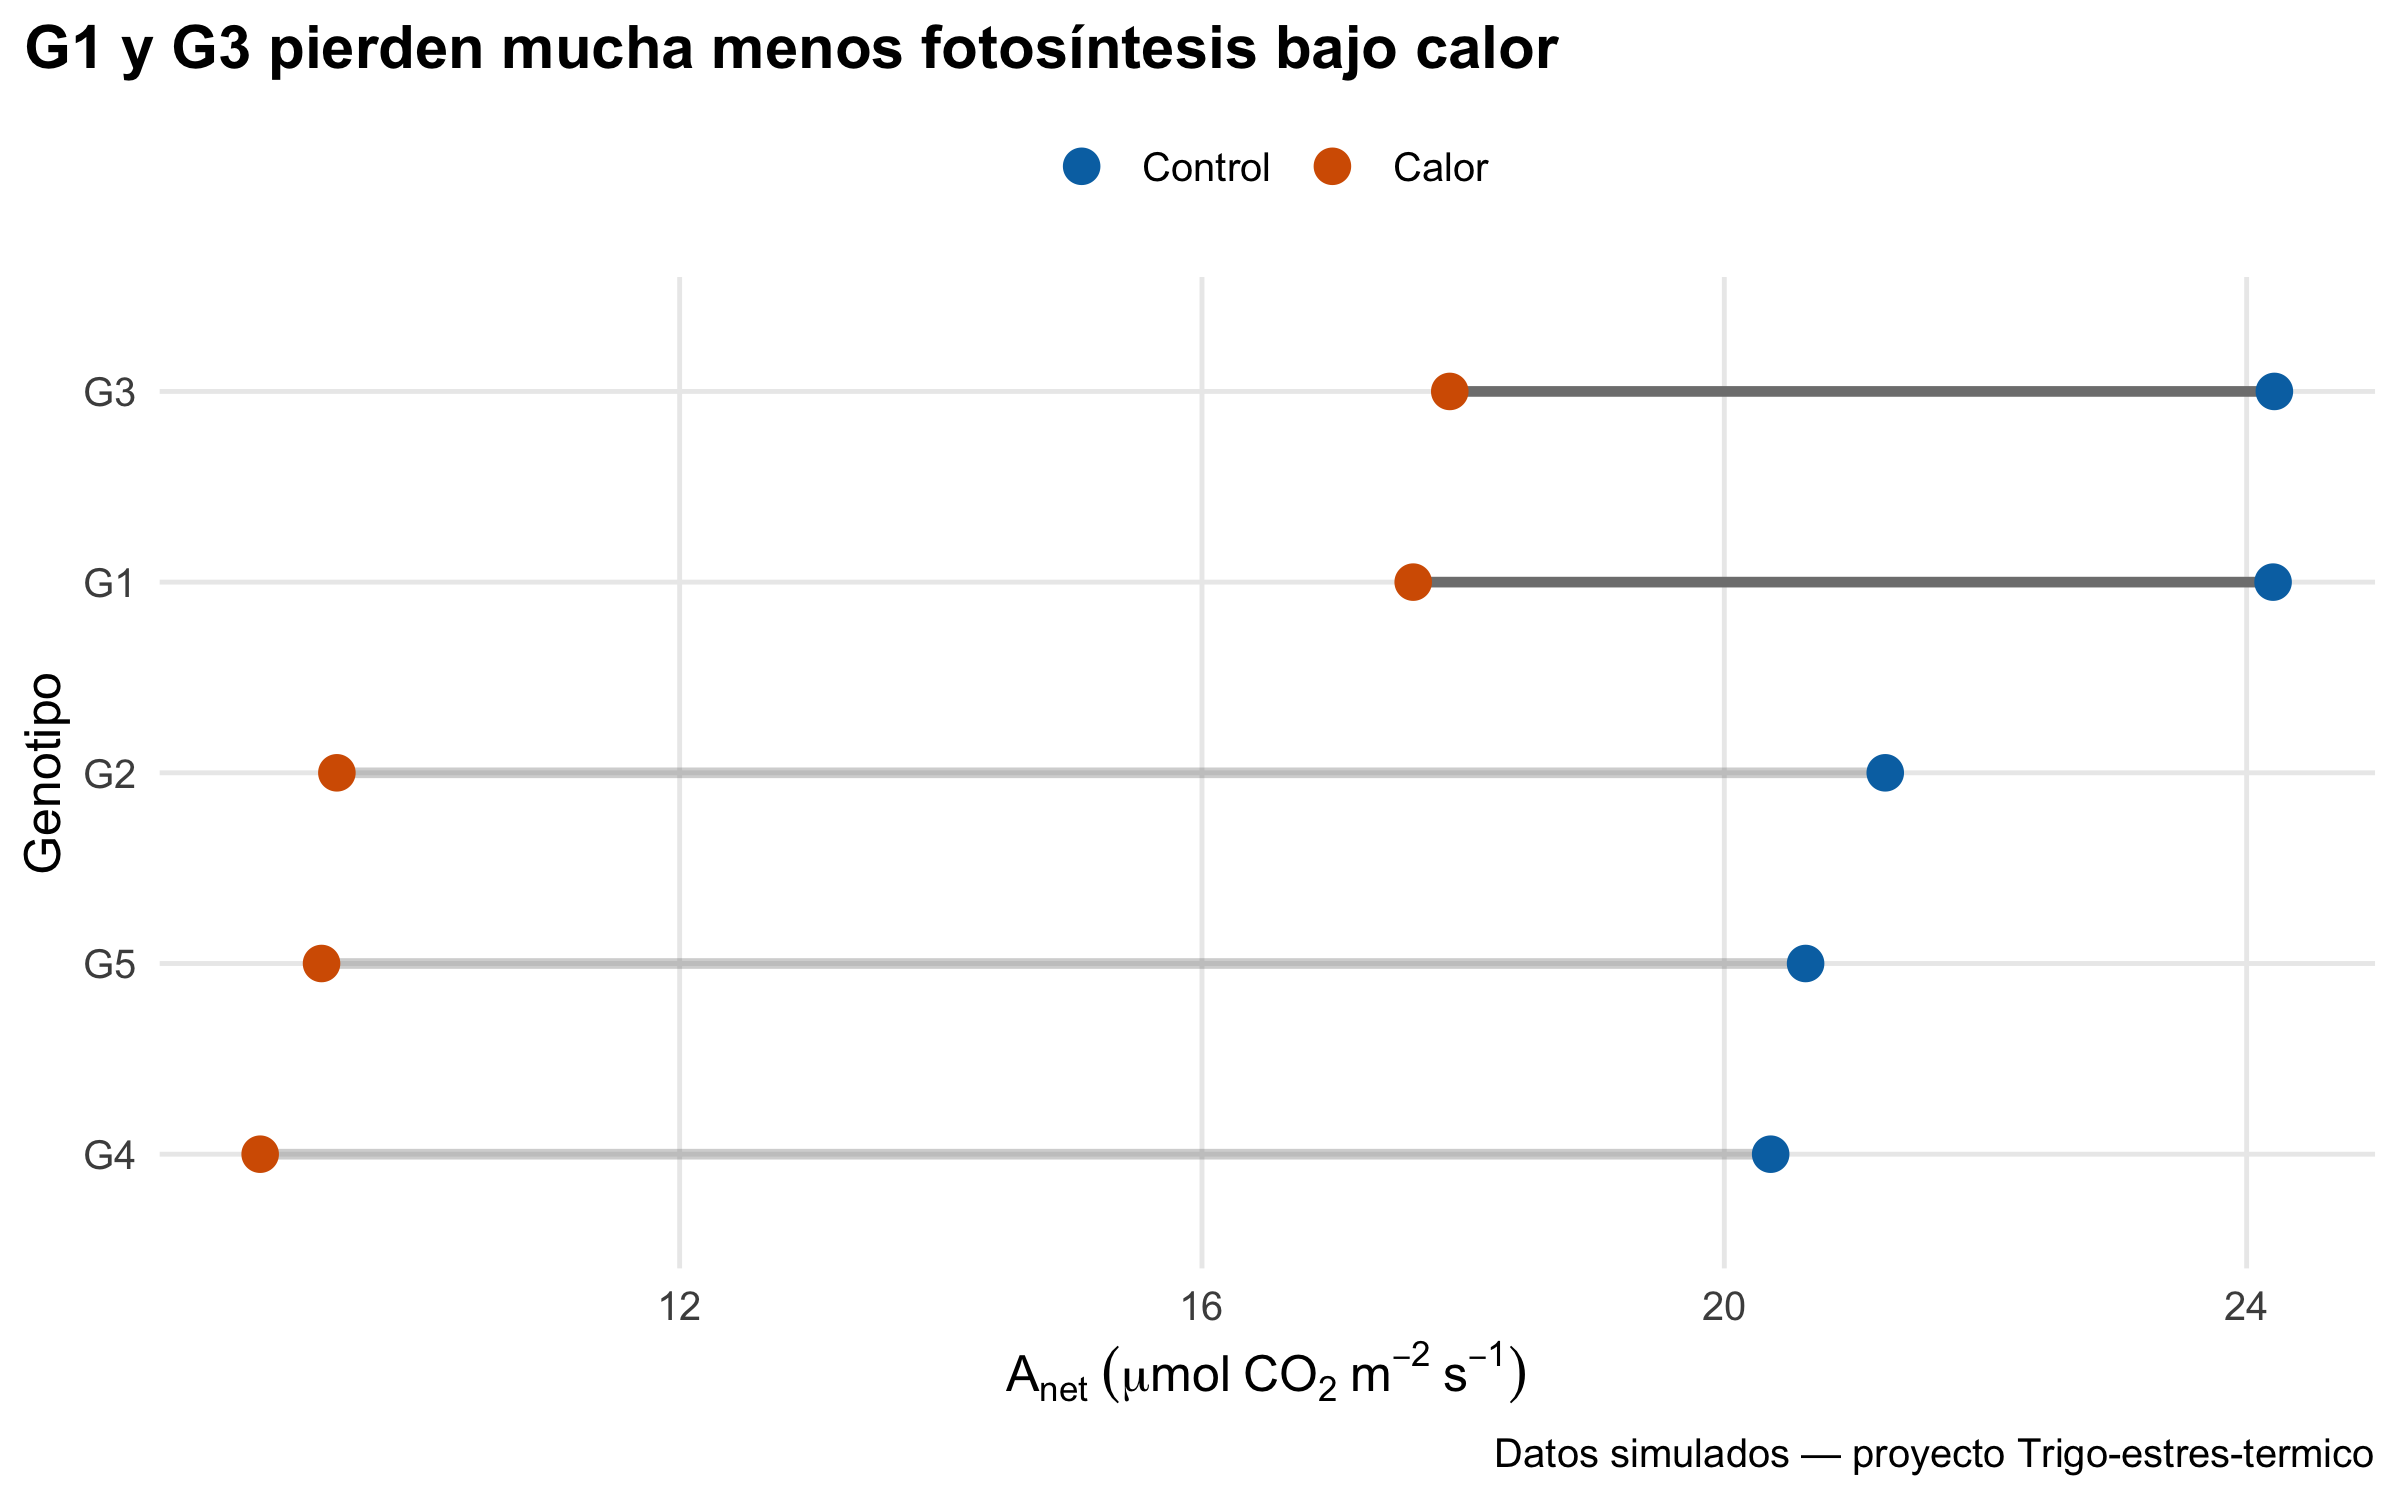 G1 y G3 pierden mucha menos fotosíntesis bajo calor
Control Calor
G3
G1
G2
G5
G4
Genotipo
12 16 20 24
Aₙₑₜ (μmol CO₂ m⁻² s⁻¹)
Datos simulados — proyecto Trigo-estres-termico